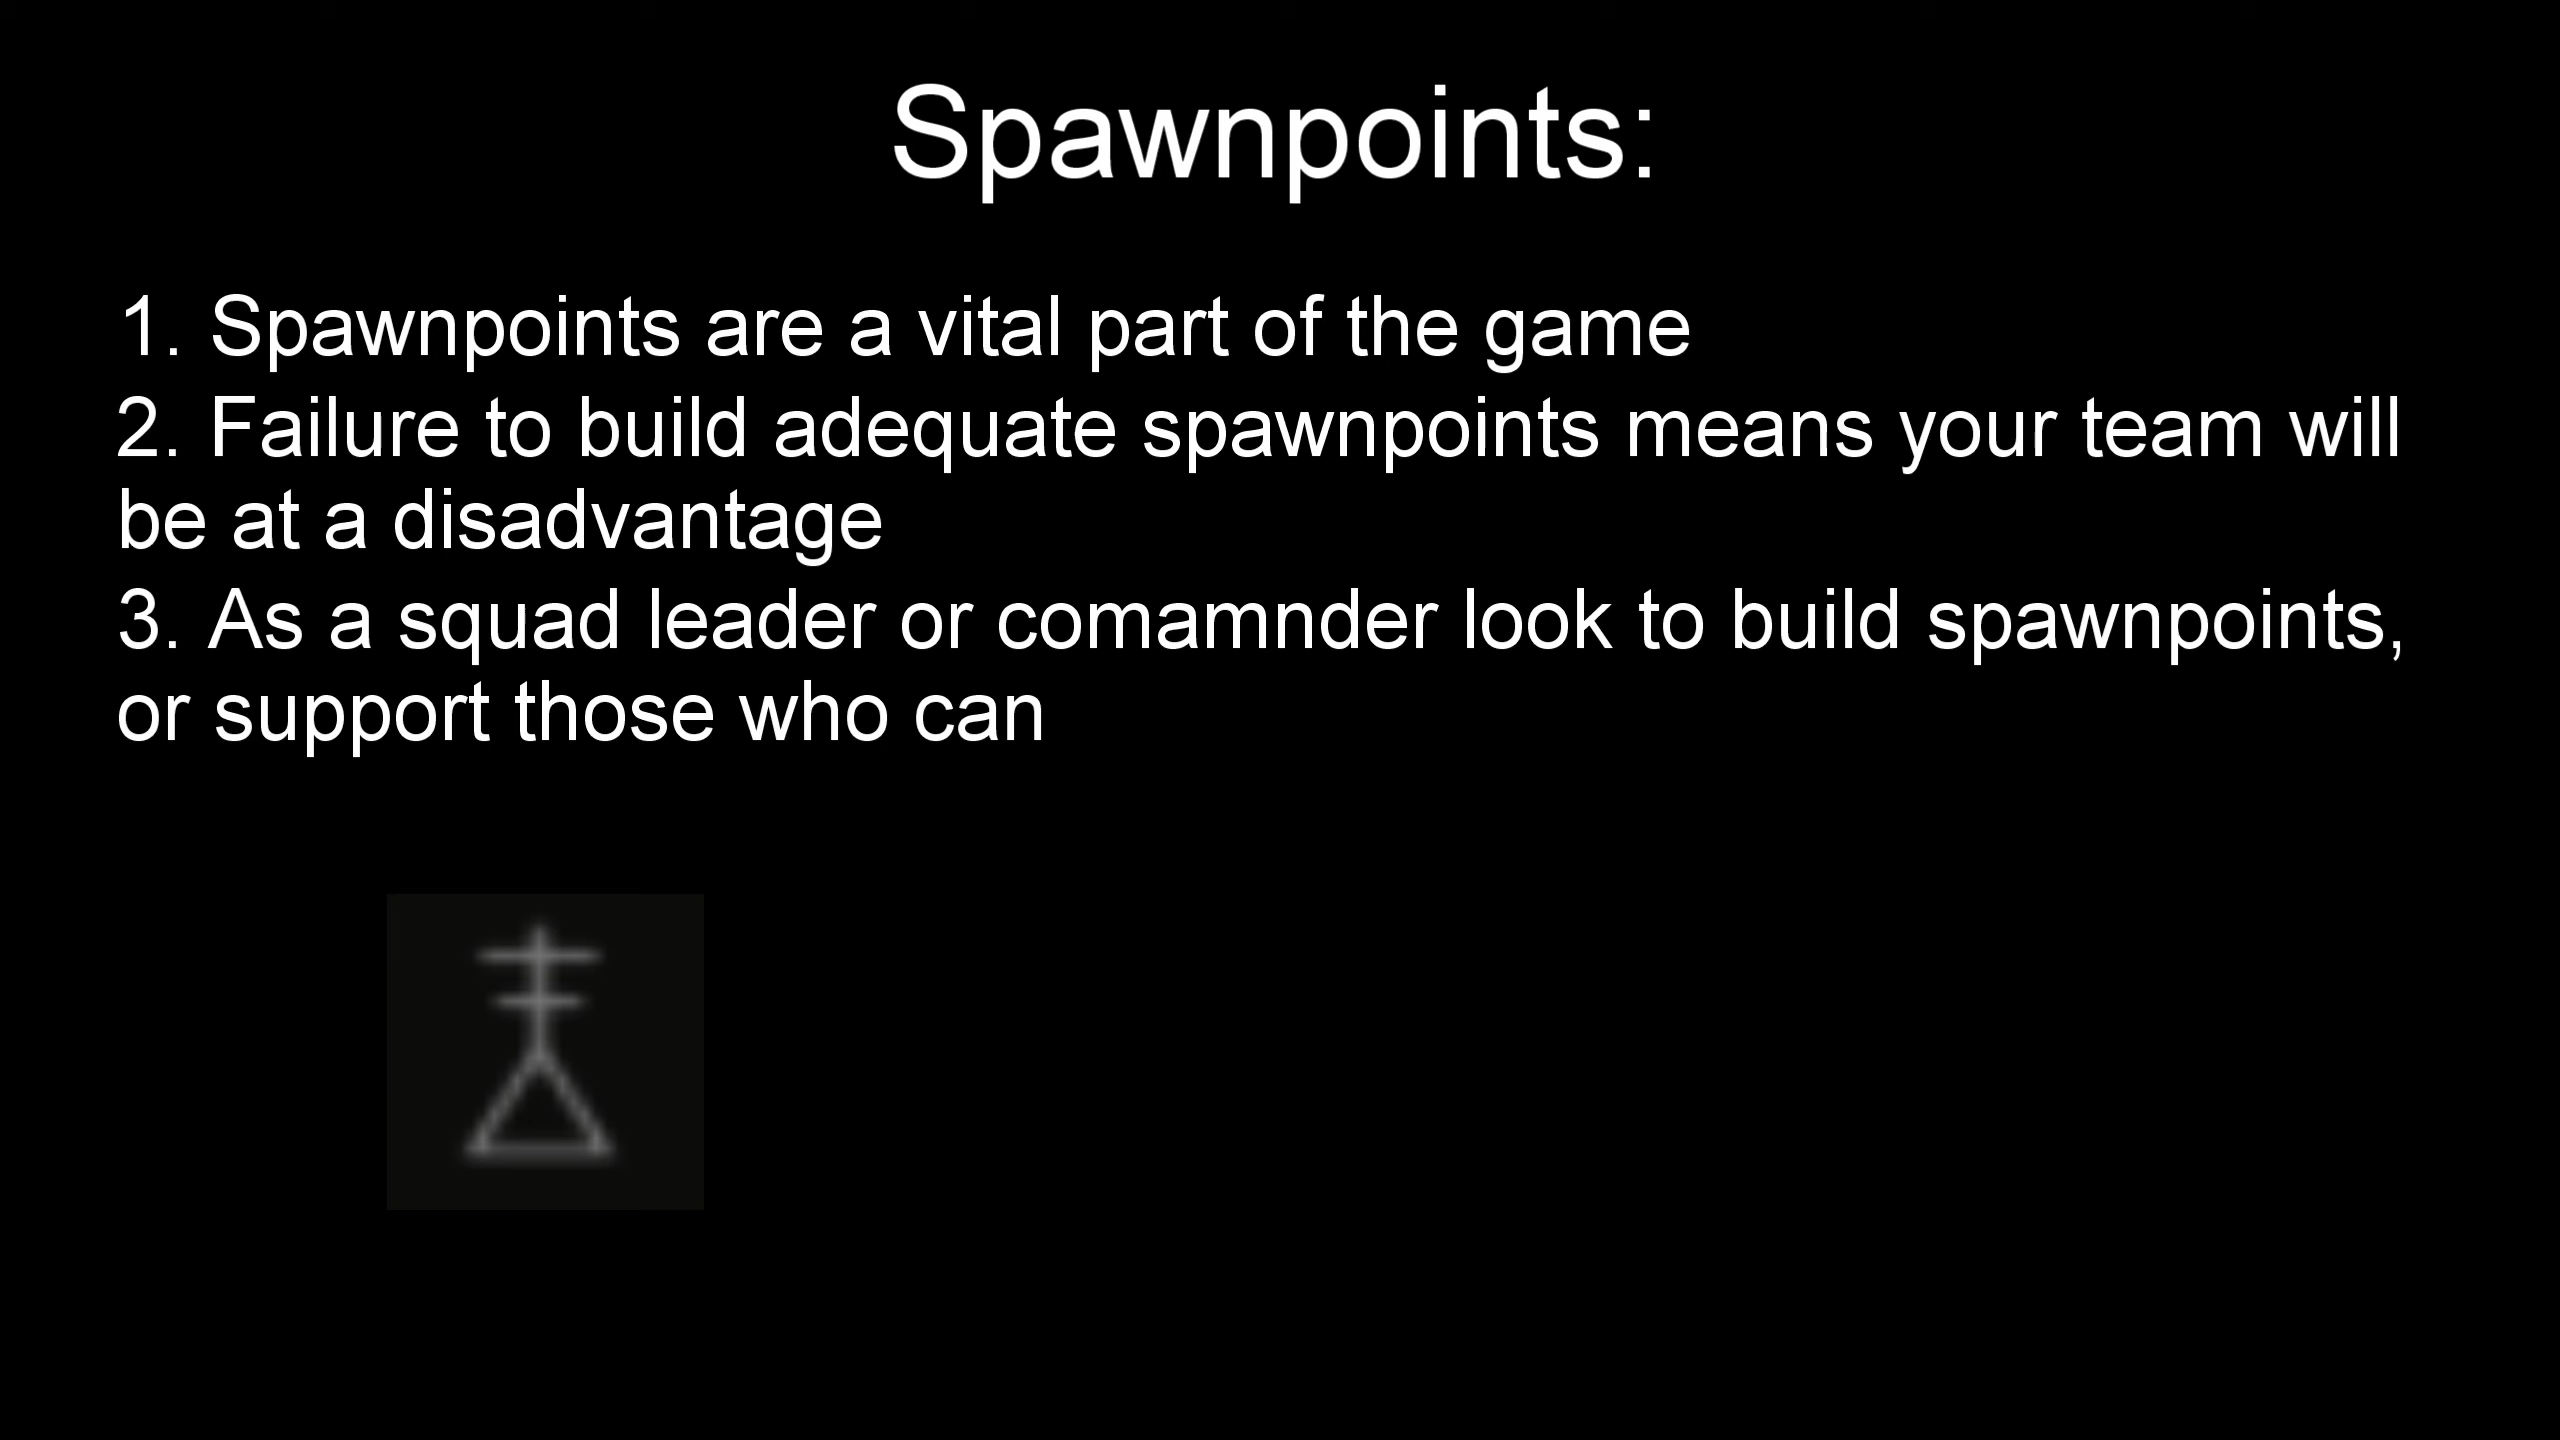 Spawnpoints:
1. Spawnpoints are a vital part of the game
2. Failure to build adequate spawnpoints means your team will
be at a disadvantage
3. As a squad leader or comamnder look to build spawnpoints,
or support those who can